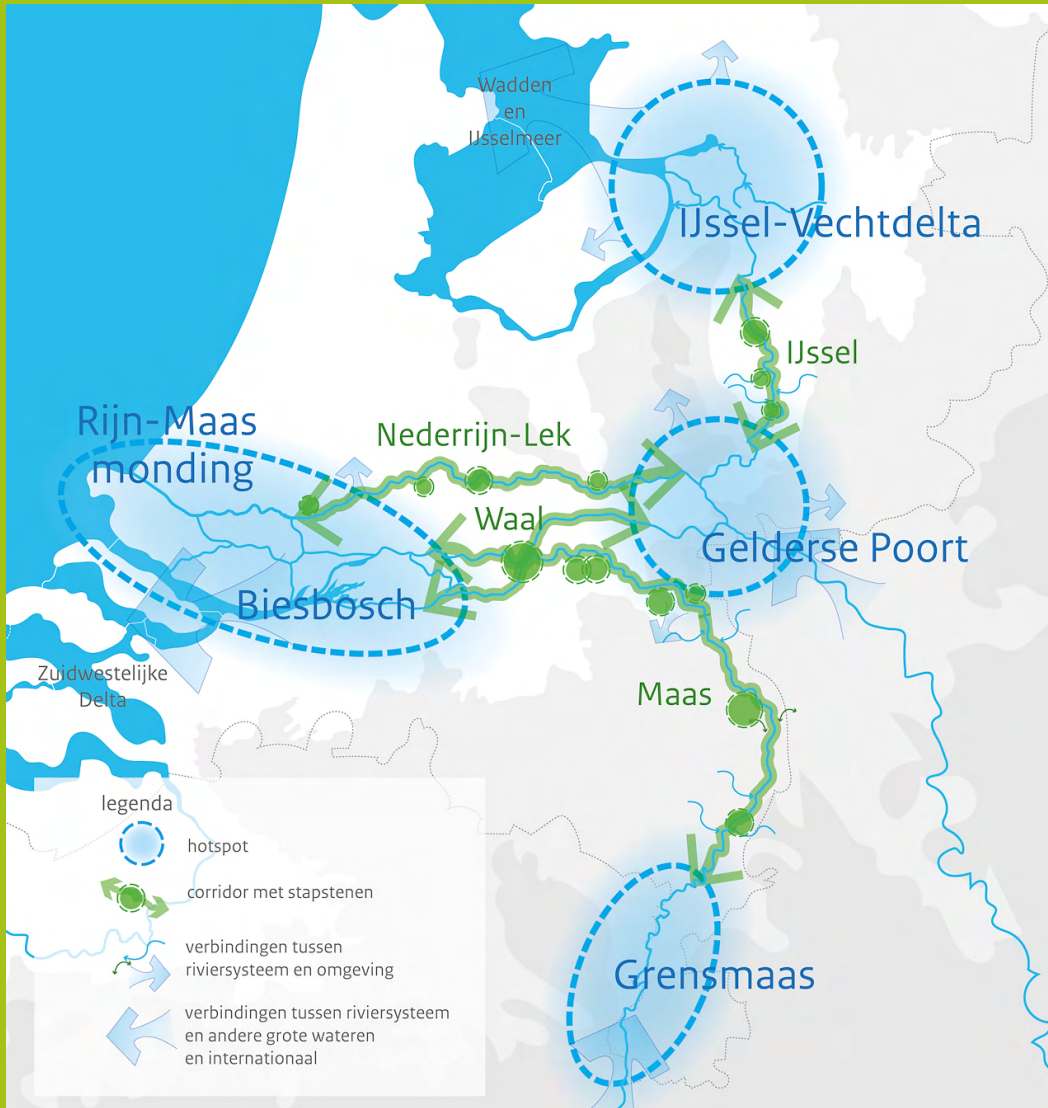 Wadden
en
IJsselmeer
IJssel-Vechtdelta
IJssel
Rijn-Maas
monding
Nederrijn-Lek
Waal
Gelderse Poort
Biesbosch
Zuidwestelijke
Delta
Maas
Grensmaas
legenda
hotspot
corridor met stapstenen
verbindingen tussen
riviersysteem en omgeving
verbindingen tussen riviersysteem
en andere grote wateren
en internationaal